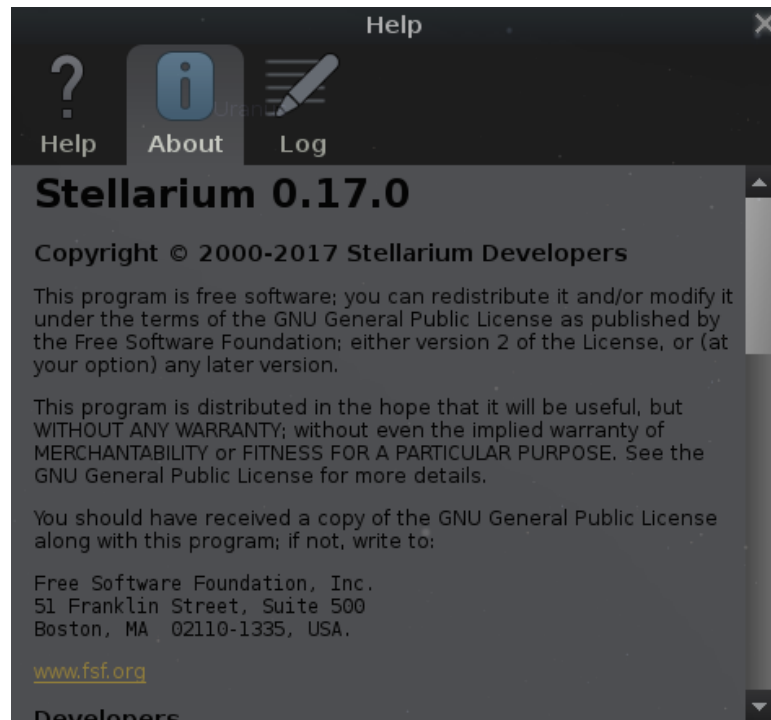 Help
Uranus
Help
About
Log
Stellarium 0.17.0
Copyright © 2000-2017 Stellarium Developers
This program is free software; you can redistribute it and/or modify it
under the terms of the GNU General Public License as published by
the Free Software Foundation; either version 2 of the License, or (at
your option) any later version.
This program is distributed in the hope that it will be useful, but
WITHOUT ANY WARRANTY; without even the implied warranty of
MERCHANTABILITY or FITNESS FOR A PARTICULAR PURPOSE. See the
GNU General Public License for more details.
You should have received a copy of the GNU General Public License
along with this program; if not, write to:
Free Software Foundation, Inc.
51 Franklin Street, Suite 500
Boston, MA  02110-1335, USA.
www.fsf.org
Developers